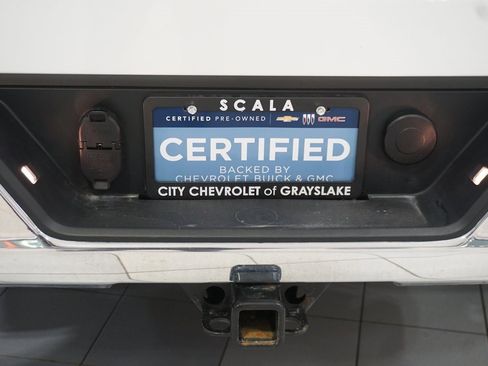 SCALA
CERTIFIED PRE-OWNED GMC
CERTIFIED
BACKED BY
CHEVROLET BUICK & GMC
CITY CHEVROLET of GRAYSLAKE